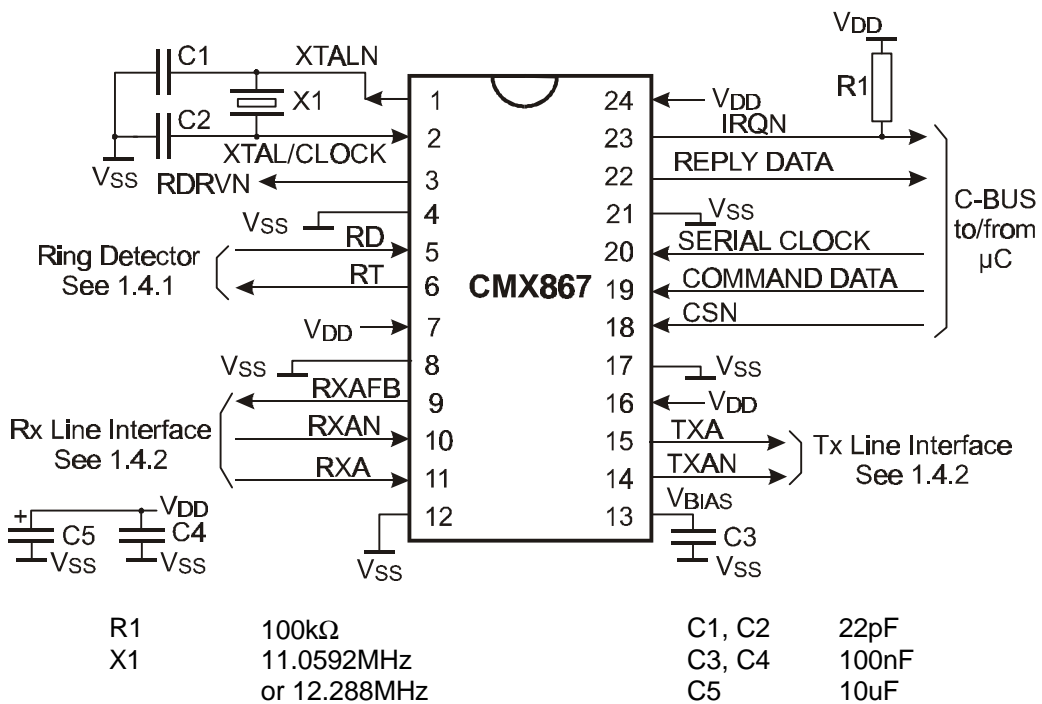 C1
XTALN
X1
C2
XTAL/CLOCK
VSS
RDRVN
VSS
RD
Ring Detector
See 1.4.1
RT
VDD
VSS
RXAFB
Rx Line Interface
See 1.4.2
RXAN
RXA
+
VDD
C5
C4
VSS
VSS
VSS
1
2
3
4
5
6
7
8
9
10
11
12
CMX867
24
23
22
21
20
19
18
17
16
15
14
13
VDD
R1
VDD
IRQN
REPLY DATA
VSS
SERIAL CLOCK
COMMAND DATA
CSN
C-BUS
to/from
µC
VSS
VDD
TXA
TXAN
Tx Line Interface
See 1.4.2
VBIAS
C3
VSS
R1 100kΩ C1, C2 22pF
X1 11.0592MHz C3, C4 100nF
or 12.288MHz C5 10uF